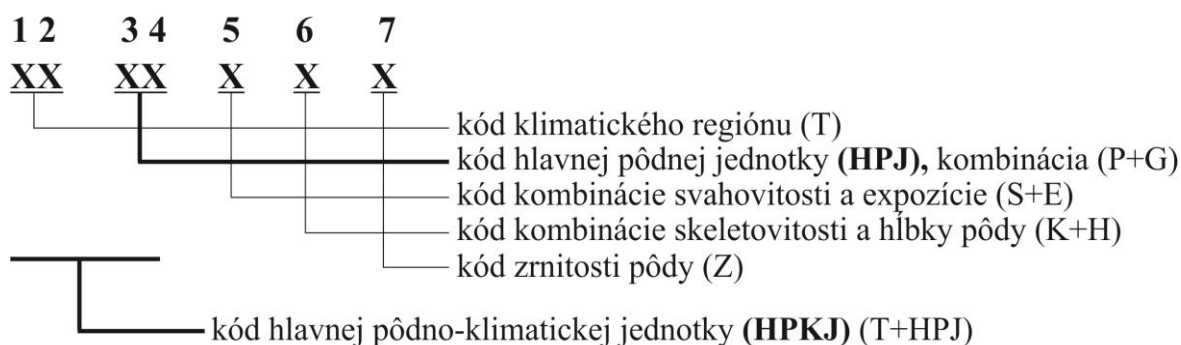 1 2 3 4 5 6 7
XX XX X X X
kód klimatického regiónu (T)
kód hlavnej pôdnej jednotky (HPJ), kombinácia (P+G)
kód kombinácie svahovitosti a expozície (S+E)
kód kombinácie skeletovitosti a hĺbky pôdy (K+H)
kód zrnitosti pôdy (Z)
kód hlavnej pôdno-klimatickej jednotky (HPKJ) (T+HPJ)